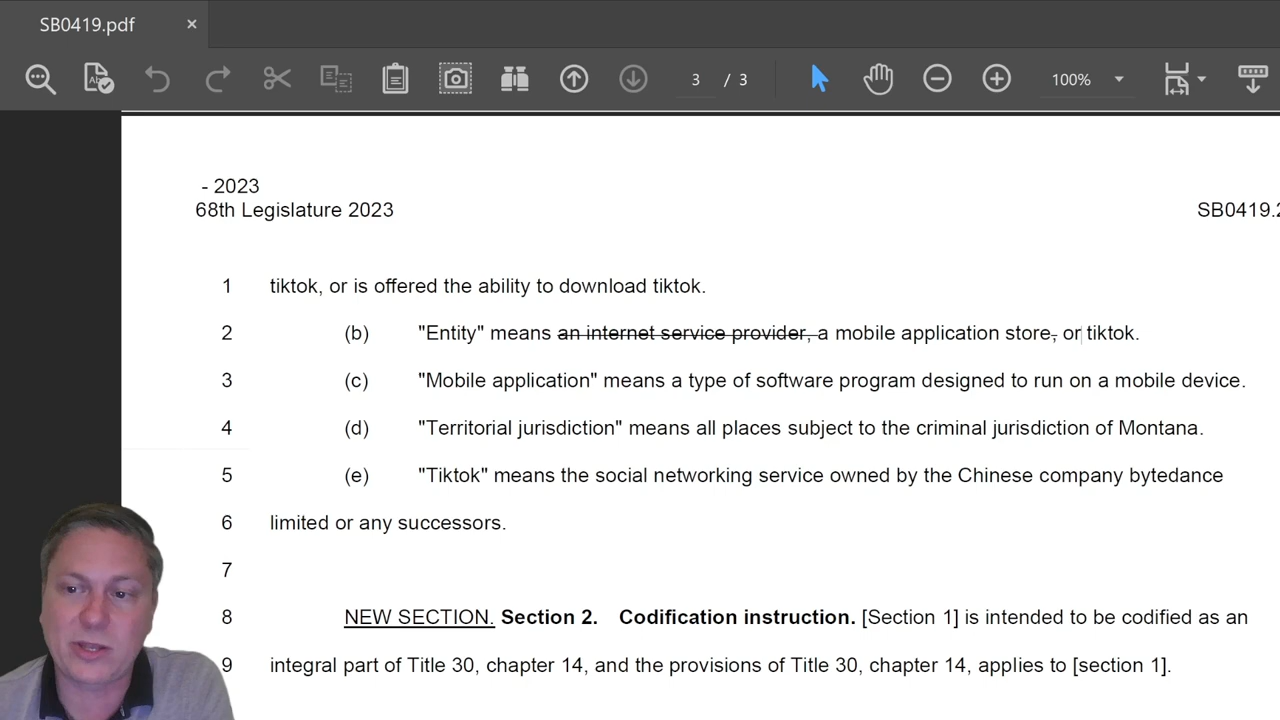 SB0419.pdf ×
3 / 3 100%
- 2023
68th Legislature 2023 SB0419.2
1 tiktok, or is offered the ability to download tiktok.
2 (b) "Entity" means an internet service provider, a mobile application store, or tiktok.
3 (c) "Mobile application" means a type of software program designed to run on a mobile device.
4 (d) "Territorial jurisdiction" means all places subject to the criminal jurisdiction of Montana.
5 (e) "Tiktok" means the social networking service owned by the Chinese company bytedance
6 limited or any successors.
7
8 NEW SECTION. Section 2. Codification instruction. [Section 1] is intended to be codified as an
9 integral part of Title 30, chapter 14, and the provisions of Title 30, chapter 14, applies to [section 1].